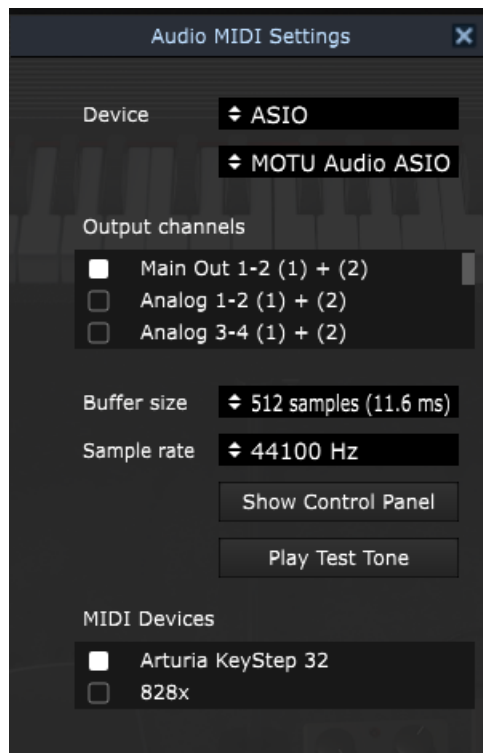 Audio MIDI Settings
Device ASIO
MOTU Audio ASIO
Output channels
Main Out 1-2 (1) + (2)
Analog 1-2 (1) + (2)
Analog 3-4 (1) + (2)
Buffer size 512 samples (11.6 ms)
Sample rate 44100 Hz
Show Control Panel
Play Test Tone
MIDI Devices
Arturia KeyStep 32
828x